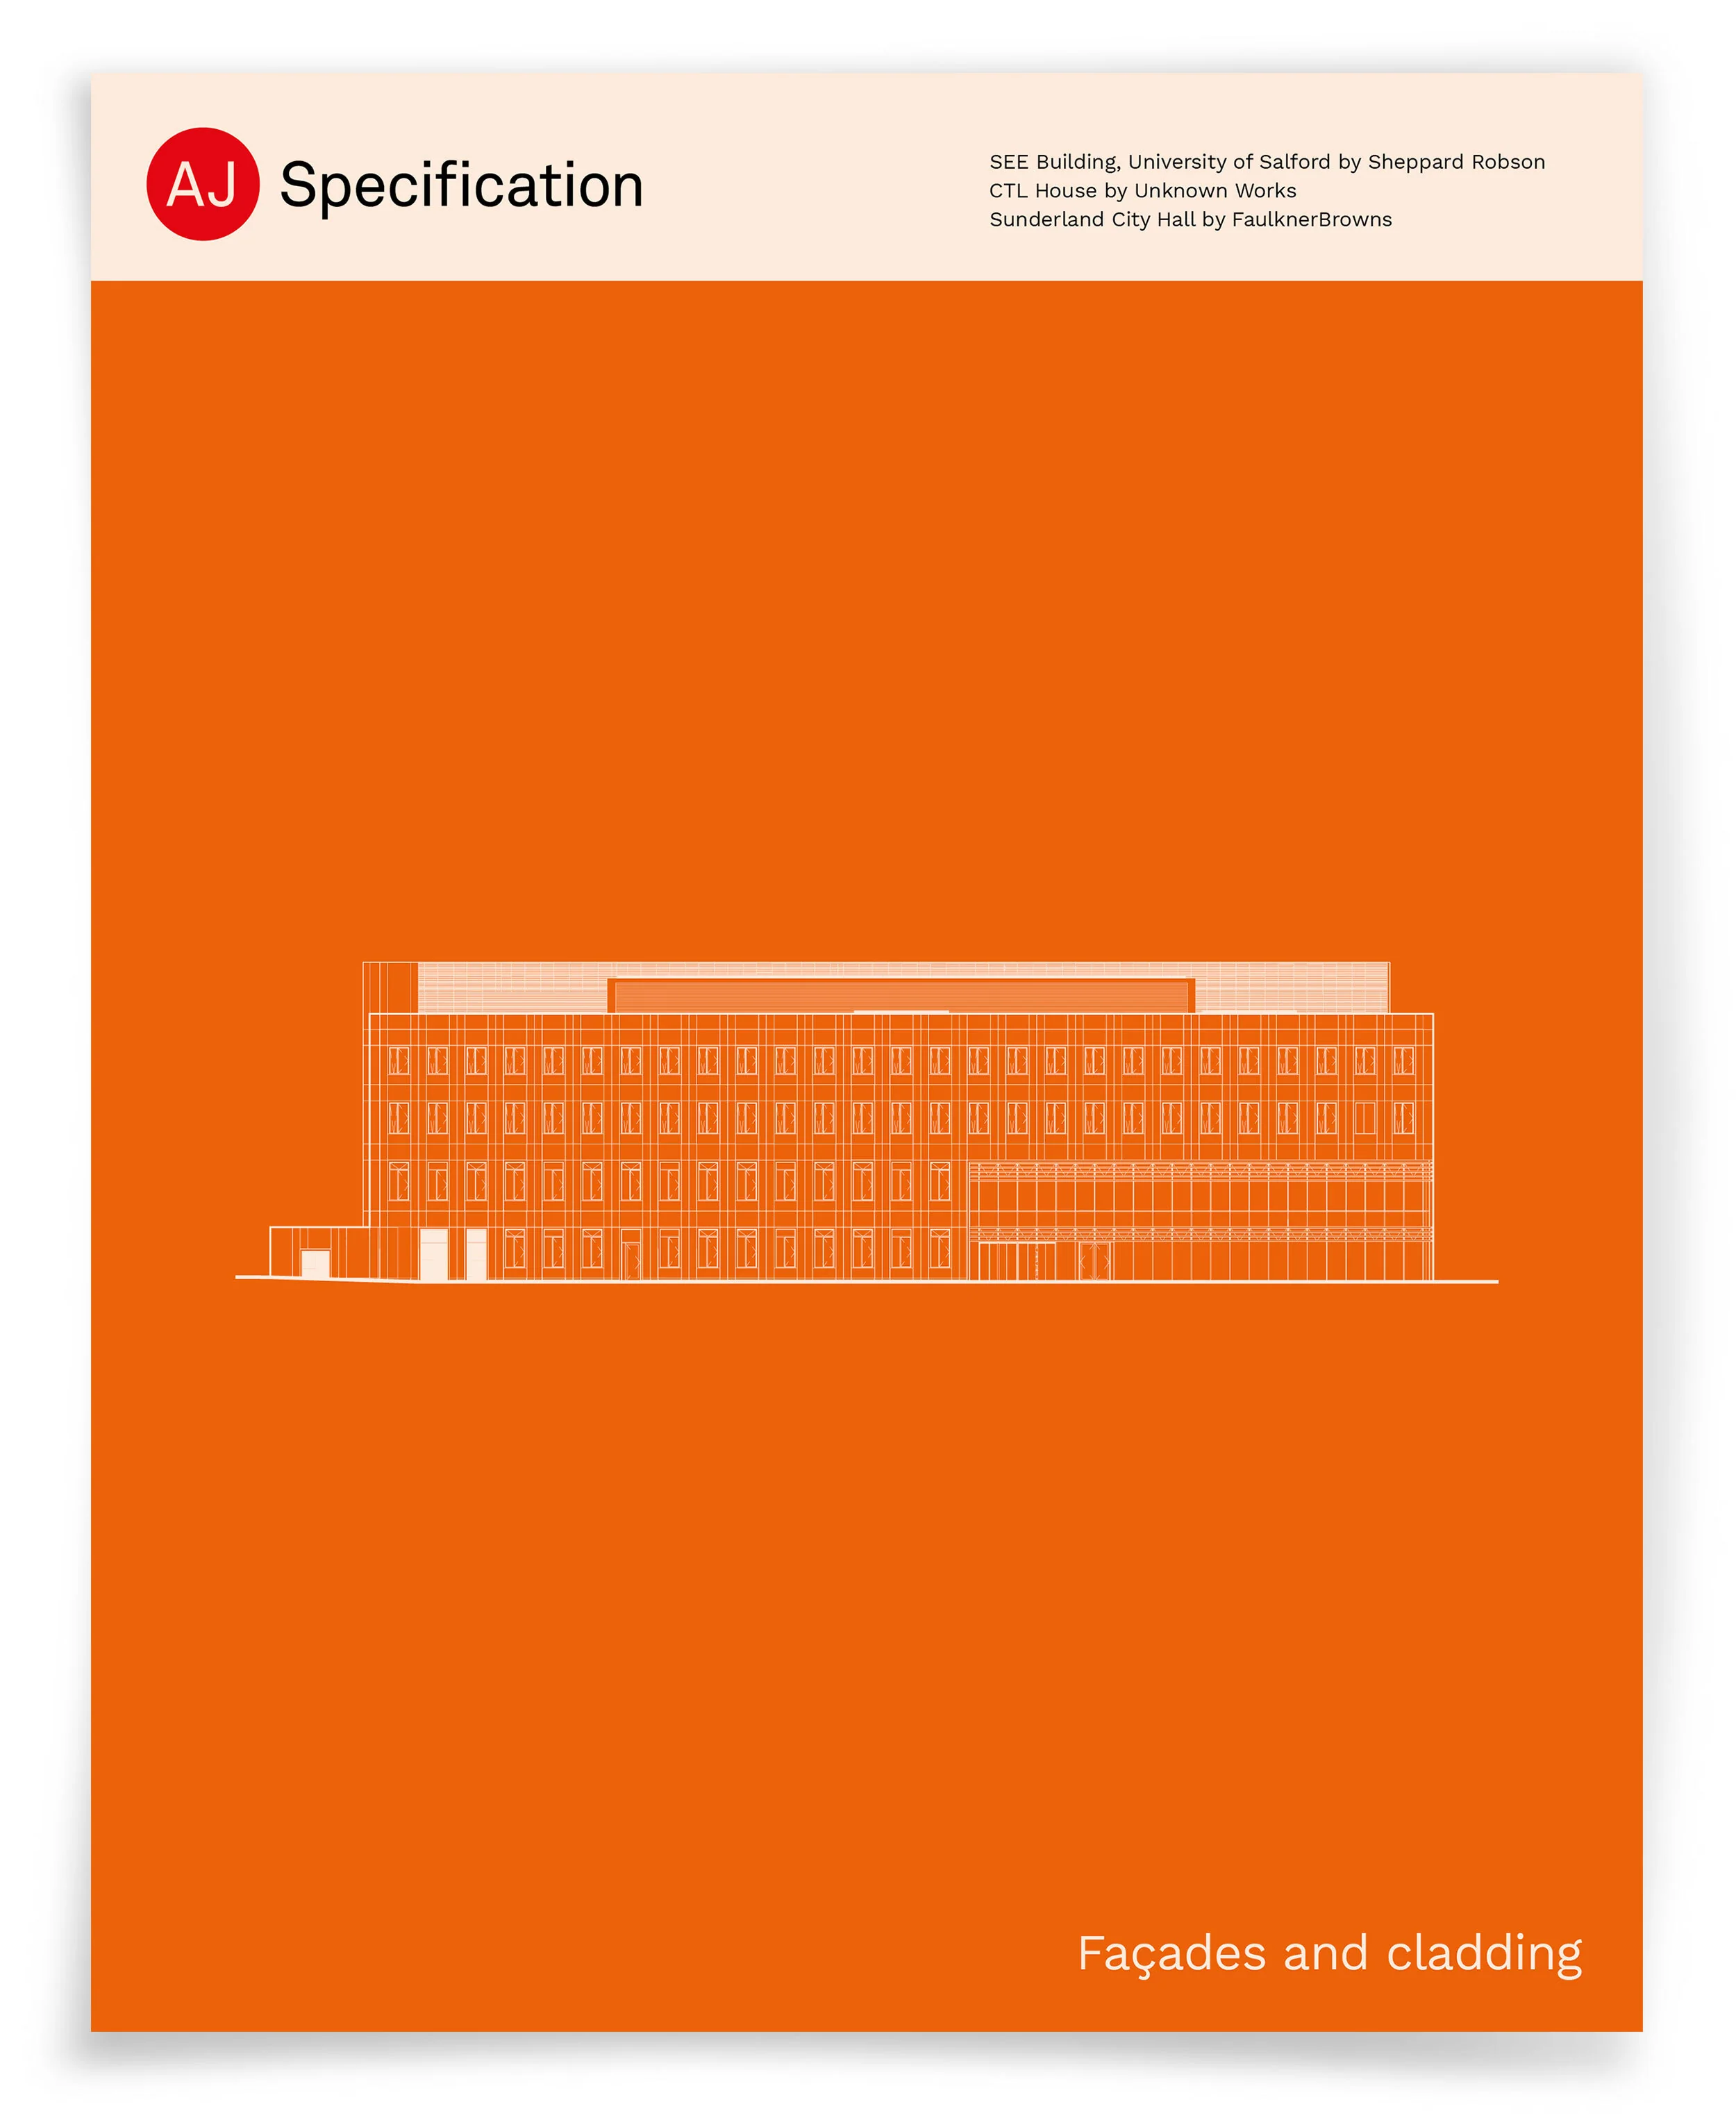 AJ Specification
SEE Building, University of Salford by Sheppard Robson
CTL House by Unknown Works
Sunderland City Hall by FaulknerBrowns
Façades and cladding